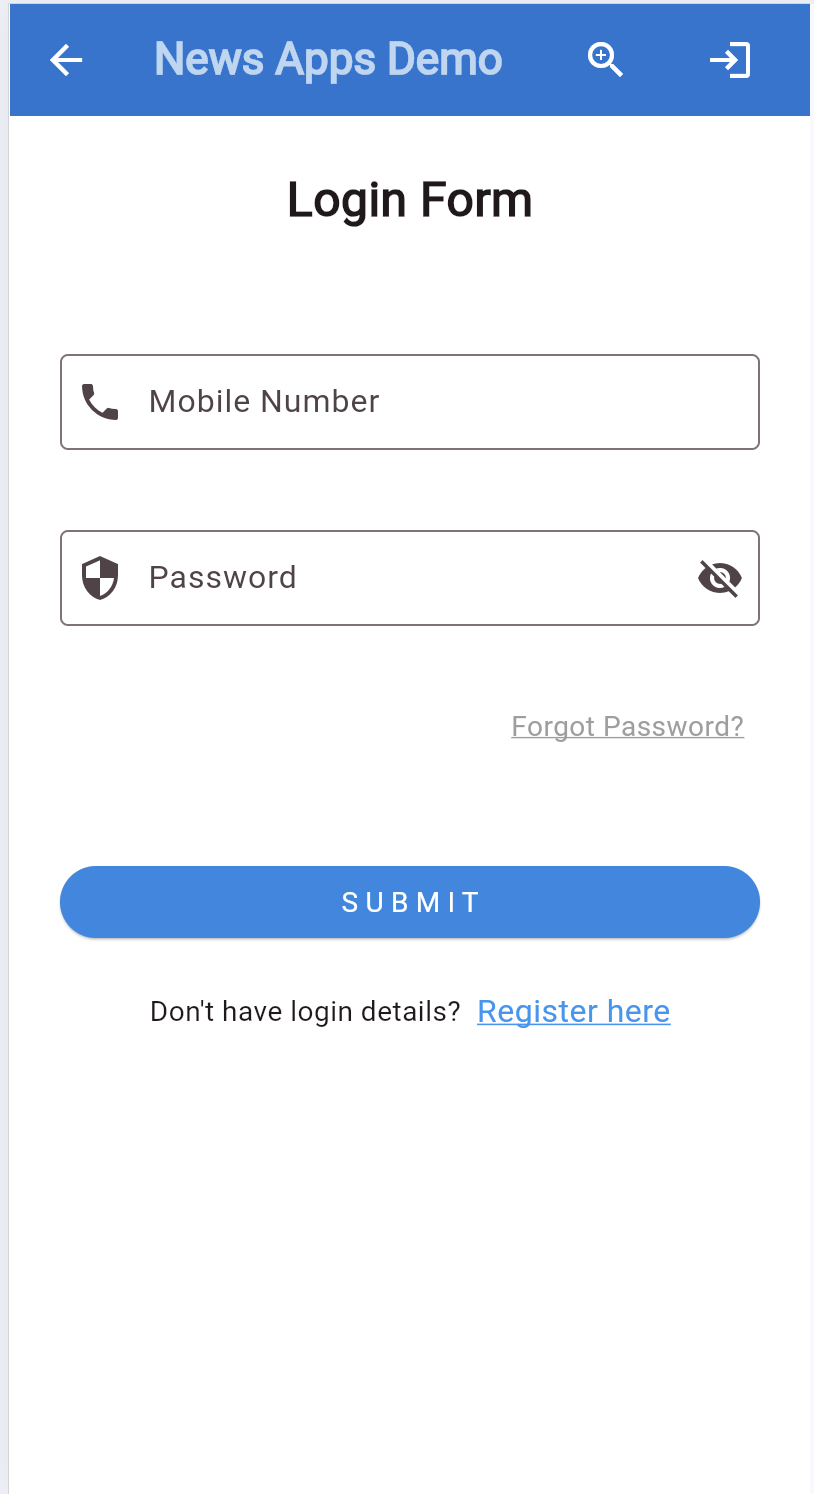 News Apps Demo
Login Form
Mobile Number
Password
Forgot Password?
SUBMIT
Don't have login details? Register here